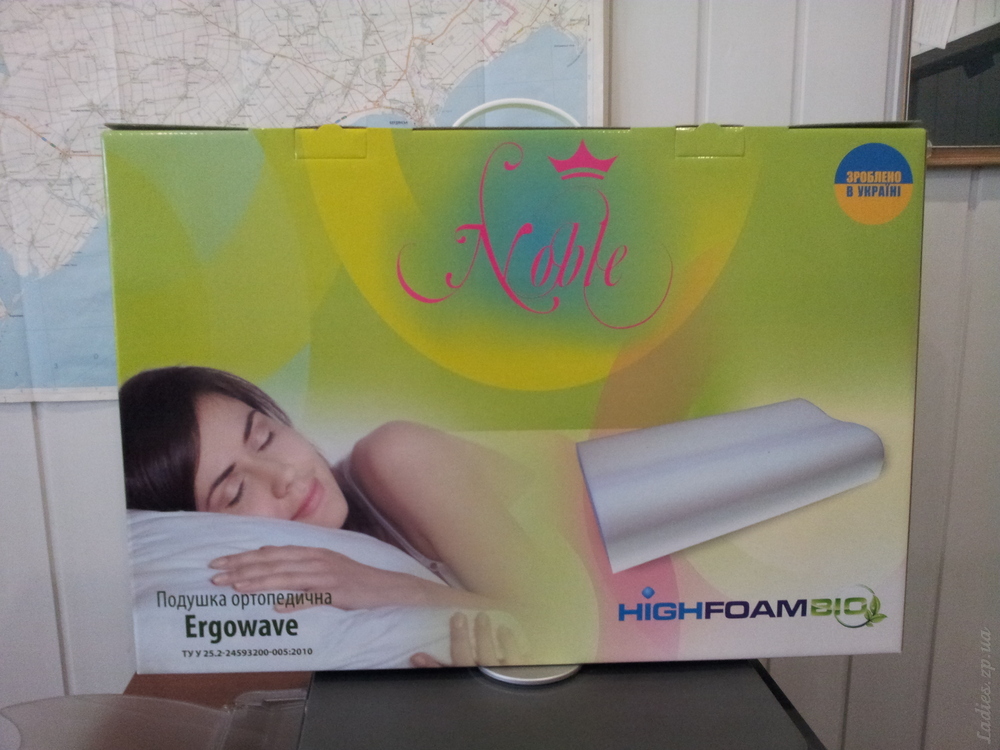 Noble
ЗРОБЛЕНО
В УКРАЇНІ
Подушка ортопедична
Ergowave
ТУ У 25.2-24593200-005:2010
HIGHFOAMBIO
Ladies.zp.ua